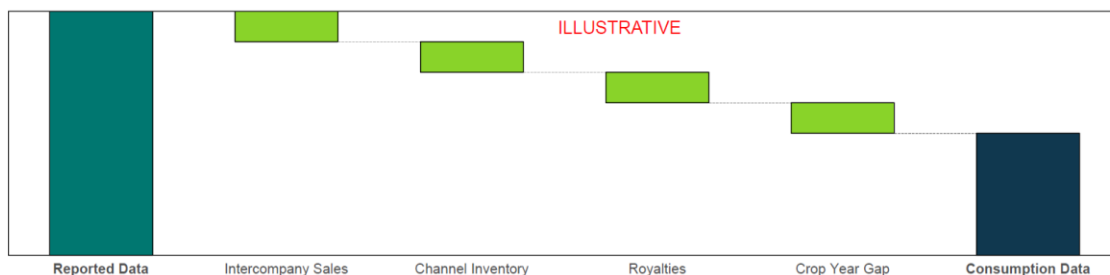 ILLUSTRATIVE
Reported Data Intercompany Sales Channel Inventory Royalties Crop Year Gap Consumption Data